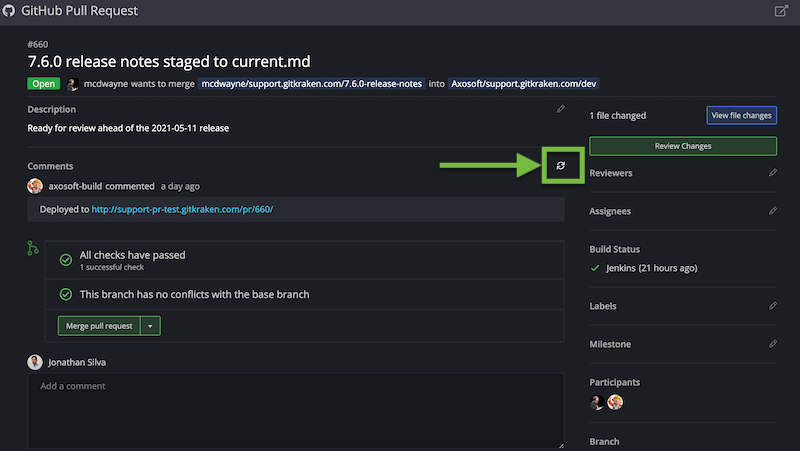 GitHub Pull Request
#660
7.6.0 release notes staged to current.md
Open mcdwayne wants to merge mcdwayne/support.gitkraken.com/7.6.0-release-notes into Axosoft/support.gitkraken.com/dev
Description
Ready for review ahead of the 2021-05-11 release
Comments
axosoft-build commented a day ago
Deployed to http://support-pr-test.gitkraken.com/pr/660/
All checks have passed
1 successful check
This branch has no conflicts with the base branch
Merge pull request
Jonathan Silva
Add a comment
1 file changed View file changes
Review Changes
Reviewers
Assignees
Build Status
Jenkins (21 hours ago)
Labels
Milestone
Participants
Branch